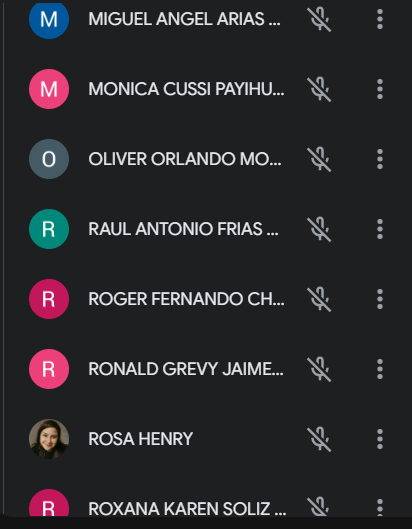 M MIGUEL ANGEL ARIAS ...
M MONICA CUSSI PAYIHU...
O OLIVER ORLANDO MO...
R RAUL ANTONIO FRIAS ...
R ROGER FERNANDO CH...
R RONALD GREVY JAIME...
ROSA HENRY
R ROXANA KAREN SOLIZ ...